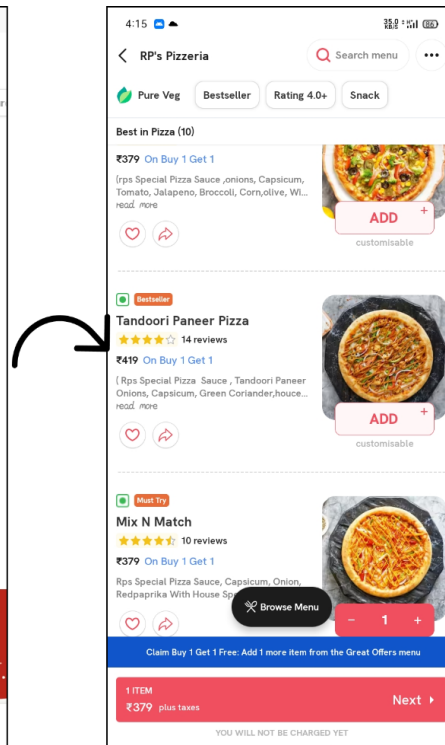 4:15
35.0 KB/S 86
RP's Pizzeria
Search menu
Pure Veg
Bestseller
Rating 4.0+
Snack
Best in Pizza (10)
₹379 On Buy 1 Get 1
(rps Special Pizza Sauce ,onions, Capsicum,
Tomato, Jalapeno, Broccoli, Corn,olive, Wi...
read more
ADD +
customisable
Bestseller
Tandoori Paneer Pizza
14 reviews
₹419 On Buy 1 Get 1
( Rps Special Pizza Sauce , Tandoori Paneer
Onions, Capsicum, Green Coriander,houce...
read more
ADD +
customisable
Must Try
Mix N Match
10 reviews
₹379 On Buy 1 Get 1
Rps Special Pizza Sauce, Capsicum, Onion,
Redpaprika With House
Browse Menu
- 1 +
Claim Buy 1 Get 1 Free: Add 1 more item from the Great Offers menu
1 ITEM
₹379 plus taxes
Next
YOU WILL NOT BE CHARGED YET